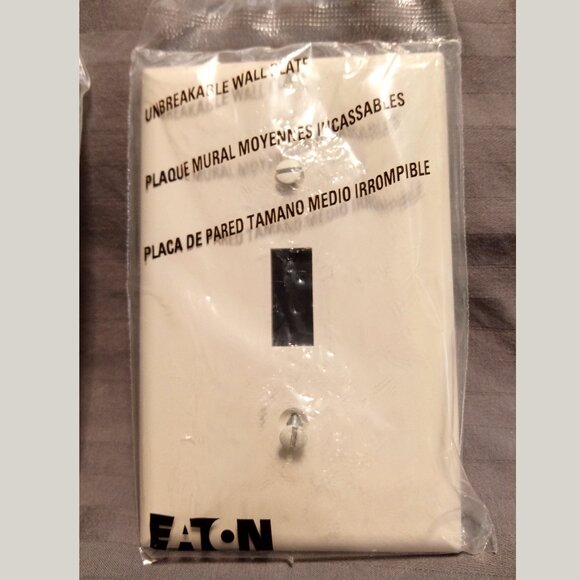 UNBREAKABLE WALL PLATE
PLAQUE MURAL MOYENNES INCASSABLES
PLACA DE PARED TAMANO MEDIO IRROMPIBLE
EATON